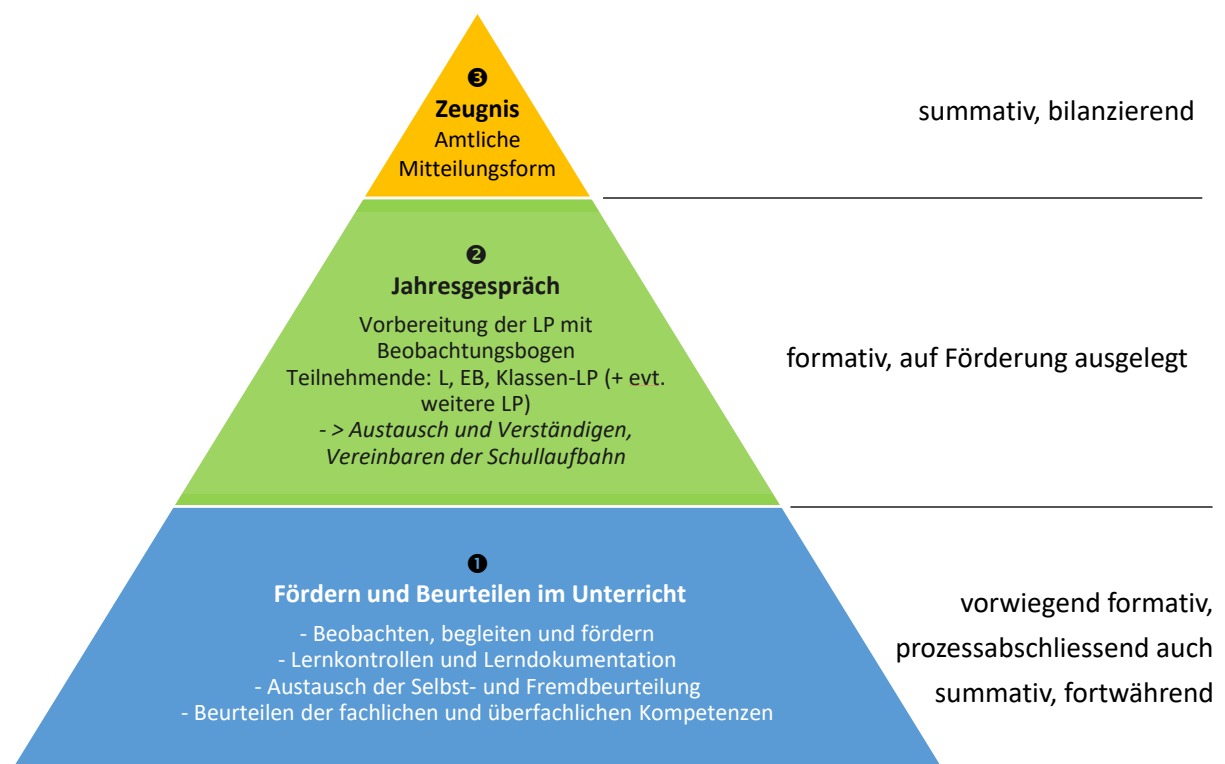 ❸
Zeugnis
Amtliche
Mitteilungsform
summativ, bilanzierend
❷
Jahresgespräch
Vorbereitung der LP mit
Beobachtungsbogen
Teilnehmende: L, EB, Klassen-LP (+ evt.
weitere LP)
- > Austausch und Verständigen,
Vereinbaren der Schullaufbahn
formativ, auf Förderung ausgelegt
❶
Fördern und Beurteilen im Unterricht
- Beobachten, begleiten und fördern
- Lernkontrollen und Lerndokumentation
- Austausch der Selbst- und Fremdbeurteilung
- Beurteilen der fachlichen und überfachlichen Kompetenzen
vorwiegend formativ,
prozessabschliessend auch
summativ, fortwährend